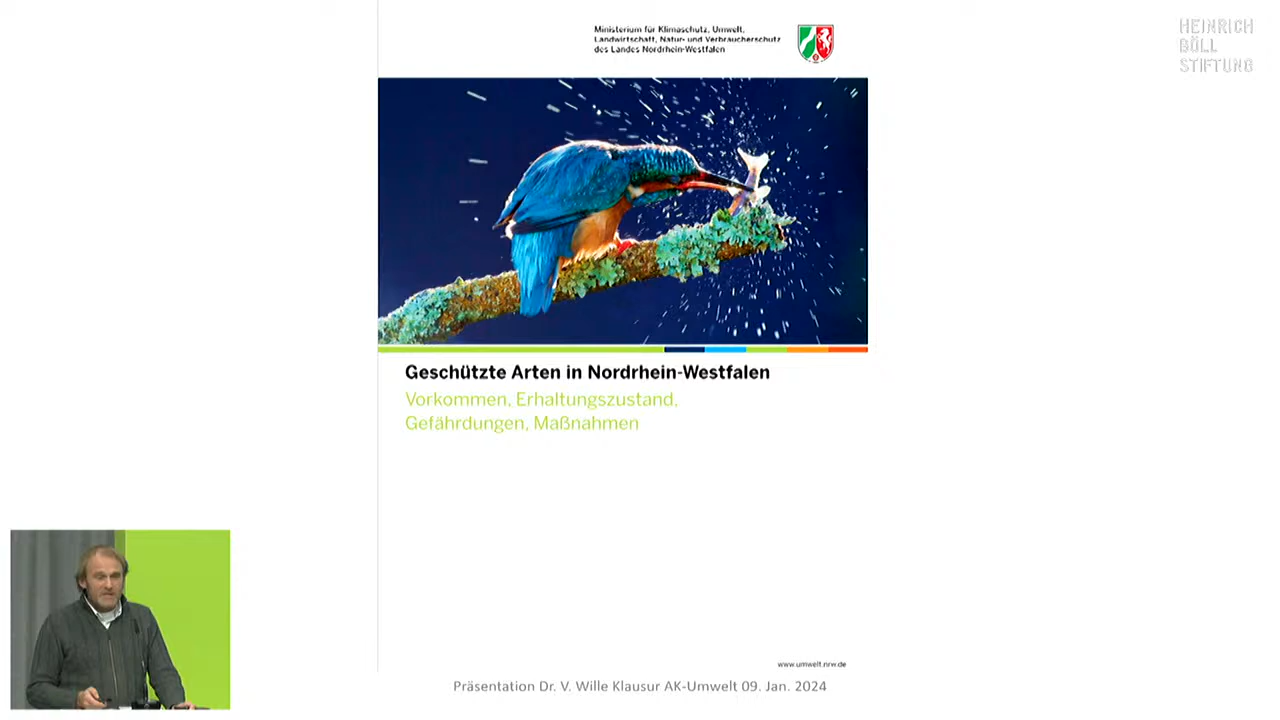 Ministerium für Klimaschutz, Umwelt,
Landwirtschaft, Natur- und Verbraucherschutz
des Landes Nordrhein-Westfalen
HEINRICH
BÖLL
STIFTUNG
Geschützte Arten in Nordrhein-Westfalen
Vorkommen, Erhaltungszustand,
Gefährdungen, Maßnahmen
www.umwelt.nrw.de
Präsentation Dr. V. Wille Klausur AK-Umwelt 09. Jan. 2024